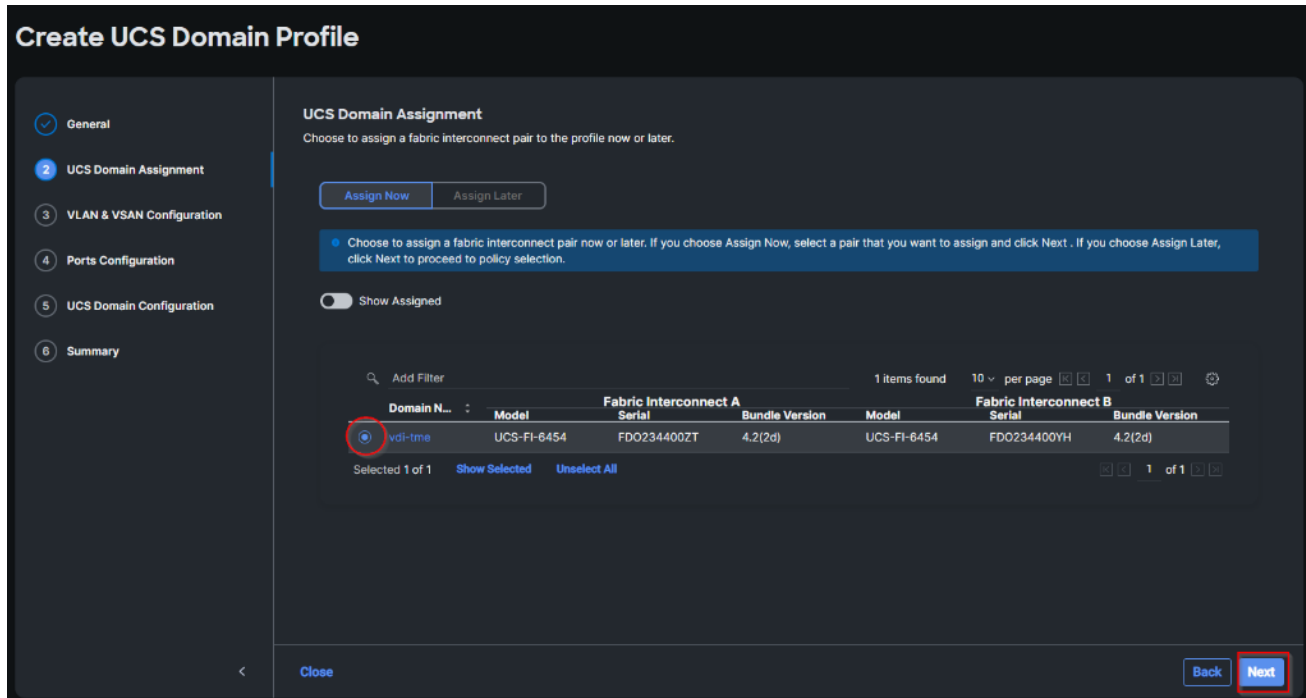 Create UCS Domain Profile
General
2 UCS Domain Assignment
3 VLAN & VSAN Configuration
4 Ports Configuration
5 UCS Domain Configuration
6 Summary
UCS Domain Assignment
Choose to assign a fabric interconnect pair to the profile now or later.
Assign Now Assign Later
Choose to assign a fabric interconnect pair now or later. If you choose Assign Now, select a pair that you want to assign and click Next . If you choose Assign Later,
click Next to proceed to policy selection.
Show Assigned
Add Filter 1 items found 10 per page 1 of 1
Fabric Interconnect A Fabric Interconnect B
Domain N... Model Serial Bundle Version Model Serial Bundle Version
vdi-tme UCS-FI-6454 FDO234400ZT 4.2(2d) UCS-FI-6454 FDO234400YH 4.2(2d)
Selected 1 of 1 Show Selected Unselect All 1 of 1
Close Back Next